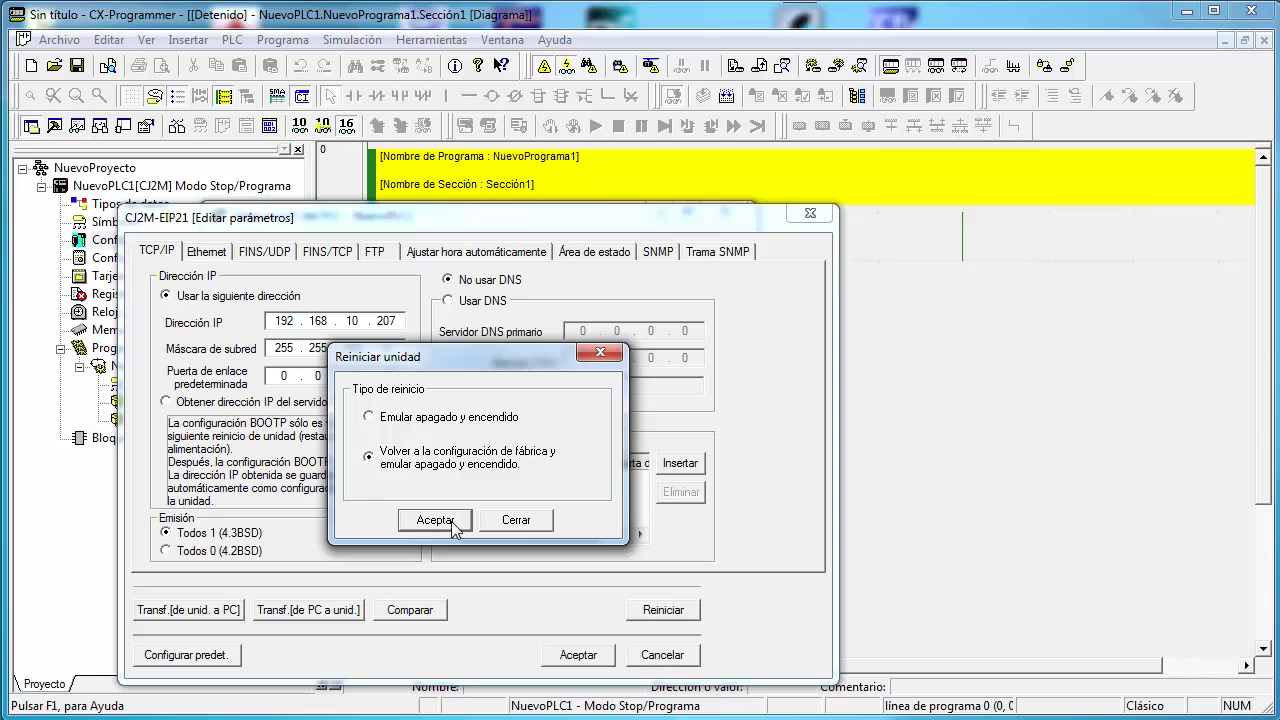 Sin título - CX-Programmer - [[Detenido] - NuevoPLC1.NuevoPrograma1.Sección1 [Diagrama]]
Archivo Editar Ver Insertar PLC Programa Simulación Herramientas Ventana Ayuda
10 10 16
NuevoProyecto
NuevoPLC1[CJ2M] Modo Stop/Programa
Tipos de datos
Símb
Conf
Conf
Tarje
Regis
Reloj
Mem
Prog
N
Bloq
Proyecto
0
[Nombre de Programa : NuevoPrograma1]
[Nombre de Sección : Sección1]
CJ2M-EIP21 [Editar parámetros]
TCP/IP Ethernet FINS/UDP FINS/TCP FTP Ajustar hora automáticamente Área de estado SNMP Trama SNMP
Dirección IP
Usar la siguiente dirección
Dirección IP 192 . 168 . 10 . 207
Máscara de subred 255 . 255
Puerta de enlace
predeterminada 0 . 0
Obtener dirección IP del servido
La configuración BOOTP sólo es
siguiente reinicio de unidad (resta
alimentación).
Después, la configuración BOOTP
La dirección IP obtenida se guard
automáticamente como configura
la unidad.
Emisión
Todos 1 (4.3BSD)
Todos 0 (4.2BSD)
No usar DNS
Usar DNS
Servidor DNS primario 0 . 0 . 0 . 0
. 0 . 0
Insertar
Eliminar
Reiniciar unidad
Tipo de reinicio
Emular apagado y encendido
Volver a la configuración de fábrica y
emular apagado y encendido.
Aceptar Cerrar
Transf.[de unid. a PC] Transf.[de PC a unid.] Comparar Reiniciar
Configurar predet. Aceptar Cancelar
Nombre: Dirección o valor: Comentario:
Pulsar F1, para Ayuda NuevoPLC1 - Modo Stop/Programa línea de programa 0 (0, 0 Clásico NUM